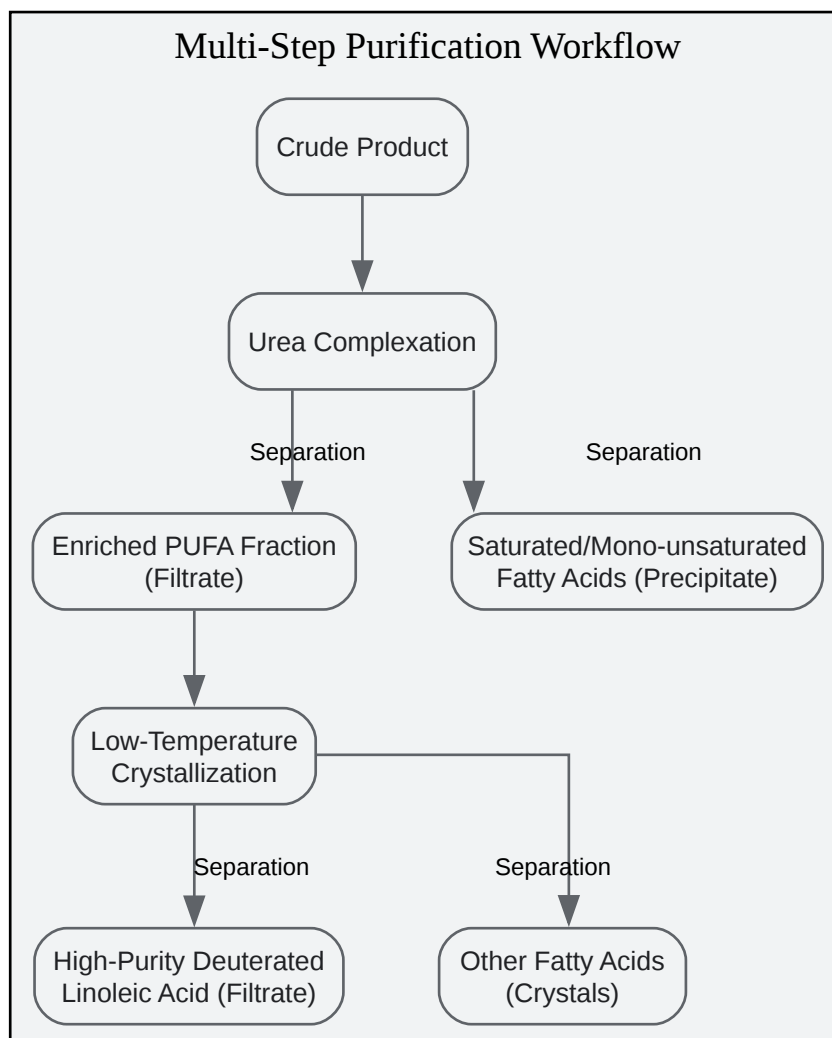 Multi-Step Purification Workflow
Crude Product
Urea Complexation
Separation
Separation
Enriched PUFA Fraction
(Filtrate)
Saturated/Mono-unsaturated
Fatty Acids (Precipitate)
Low-Temperature
Crystallization
Separation
Separation
High-Purity Deuterated
Linoleic Acid (Filtrate)
Other Fatty Acids
(Crystals)